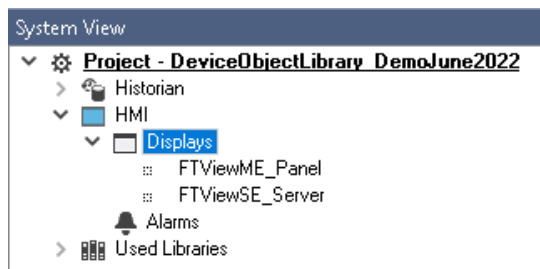 System View
Project - DeviceObjectLibrary_DemoJune2022
Historian
HMI
Displays
FTViewME_Panel
FTViewSE_Server
Alarms
Used Libraries